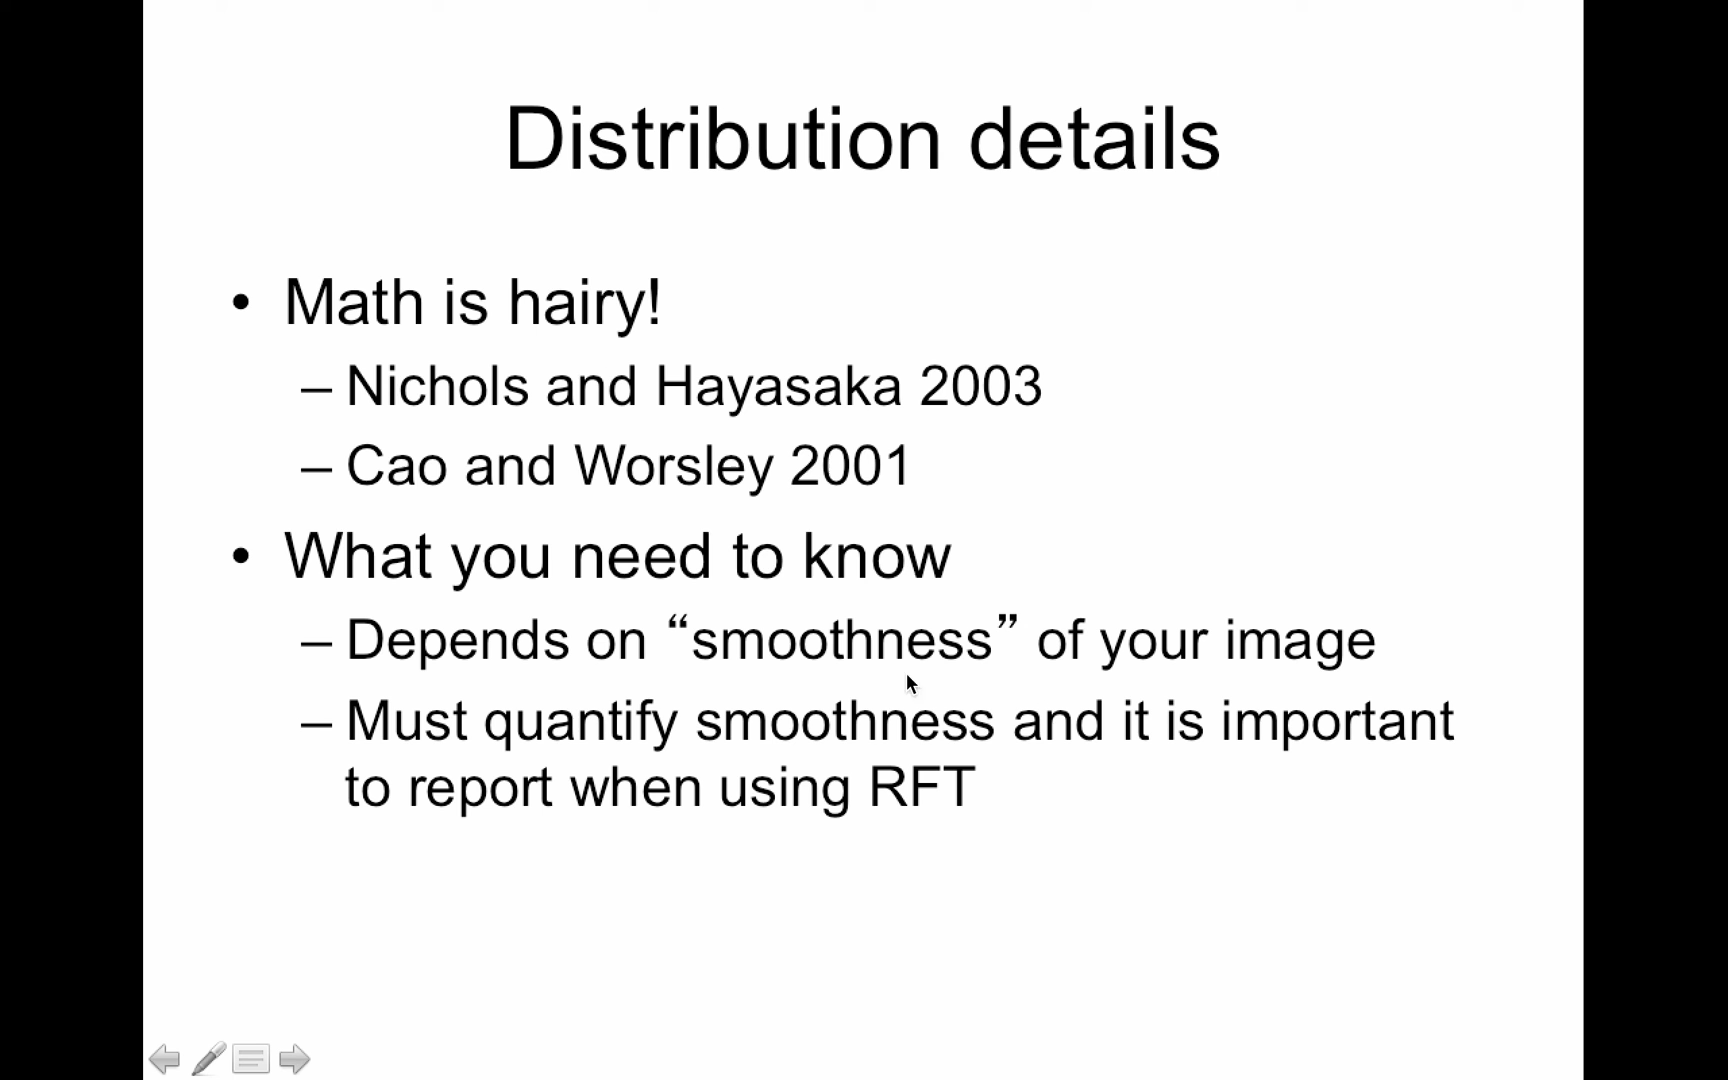 Distribution details
• Math is hairy!
– Nichols and Hayasaka 2003
– Cao and Worsley 2001
• What you need to know
– Depends on “smoothness” of your image
– Must quantify smoothness and it is important
to report when using RFT